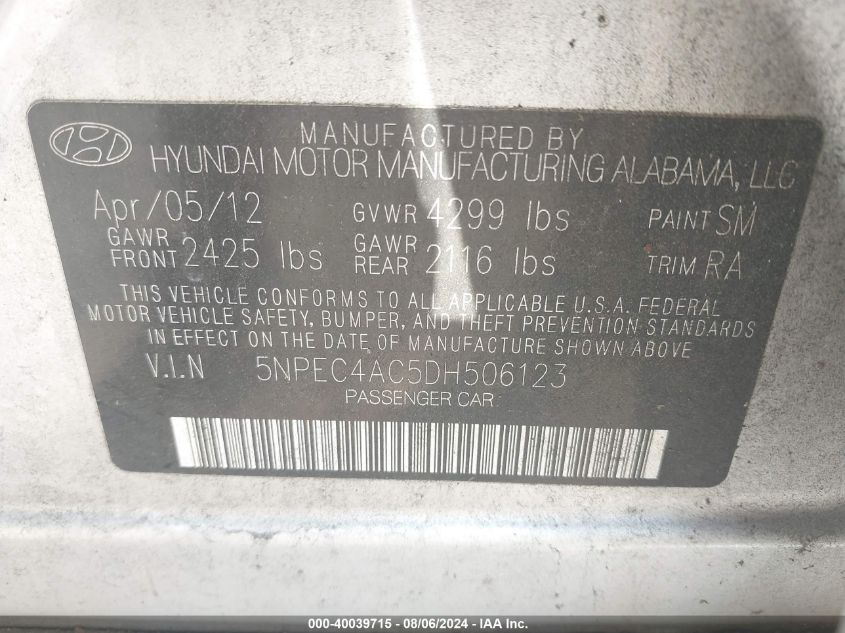 MANUFACTURED BY
HYUNDAI MOTOR MANUFACTURING ALABAMA, LLC
Apr/05/12 GVWR 4299 lbs PAINT SM
GAWR FRONT 2425 lbs GAWR REAR 2116 lbs TRIM RA
THIS VEHICLE CONFORMS TO ALL APPLICABLE U.S.A. FEDERAL
MOTOR VEHICLE SAFETY, BUMPER, AND THEFT PREVENTION STANDARDS
IN EFFECT ON THE DATE OF MANUFACTURE SHOWN ABOVE
V.I.N 5NPEC4AC5DH506123
PASSENGER CAR
000-40039715 - 08/06/2024 - IAA Inc.